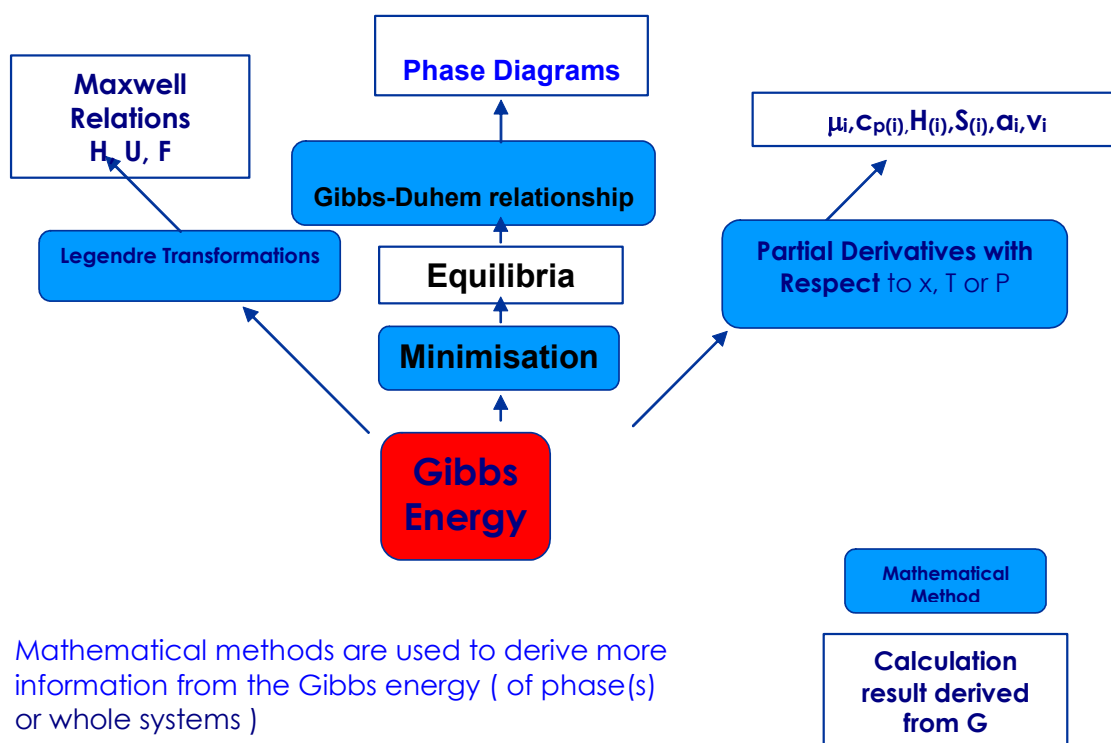 Phase Diagrams
Maxwell
Relations
H, U, F
μi,cp(i),H(i),S(i),ai,vi
Gibbs-Duhem relationship
Legendre Transformations
Partial Derivatives with
Respect to x, T or P
Equilibria
Minimisation
Gibbs
Energy
Mathematical
Method
Mathematical methods are used to derive more
information from the Gibbs energy ( of phase(s)
or whole systems )
Calculation
result derived
from G